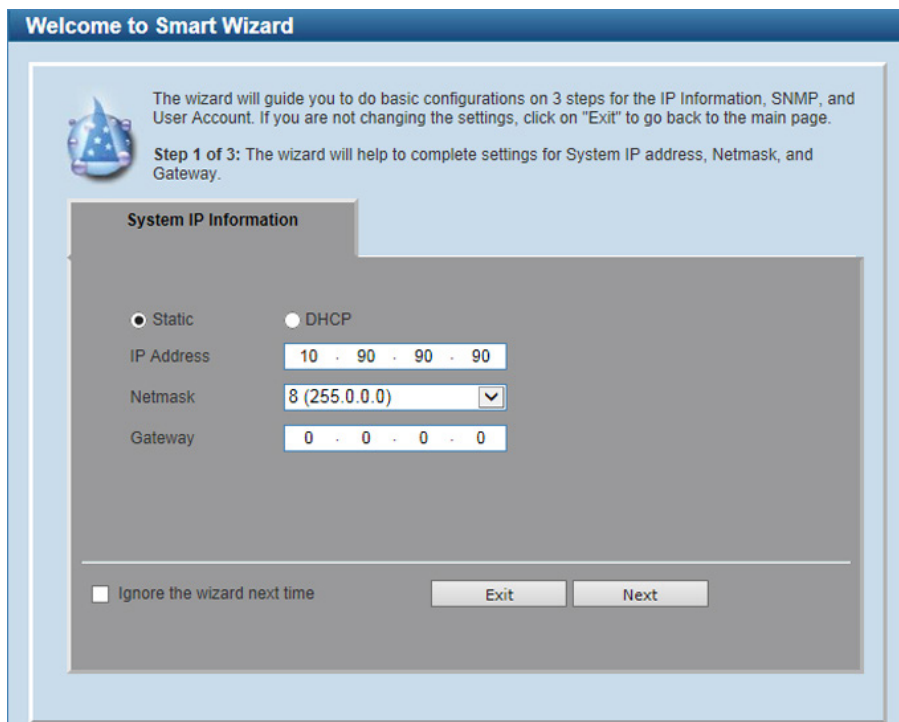 Welcome to Smart Wizard
The wizard will guide you to do basic configurations on 3 steps for the IP Information, SNMP, and
User Account. If you are not changing the settings, click on "Exit" to go back to the main page.
Step 1 of 3: The wizard will help to complete settings for System IP address, Netmask, and
Gateway.
System IP Information
Static DHCP
IP Address 10 . 90 . 90 . 90
Netmask 8 (255.0.0.0)
Gateway 0 . 0 . 0 . 0
Ignore the wizard next time Exit Next